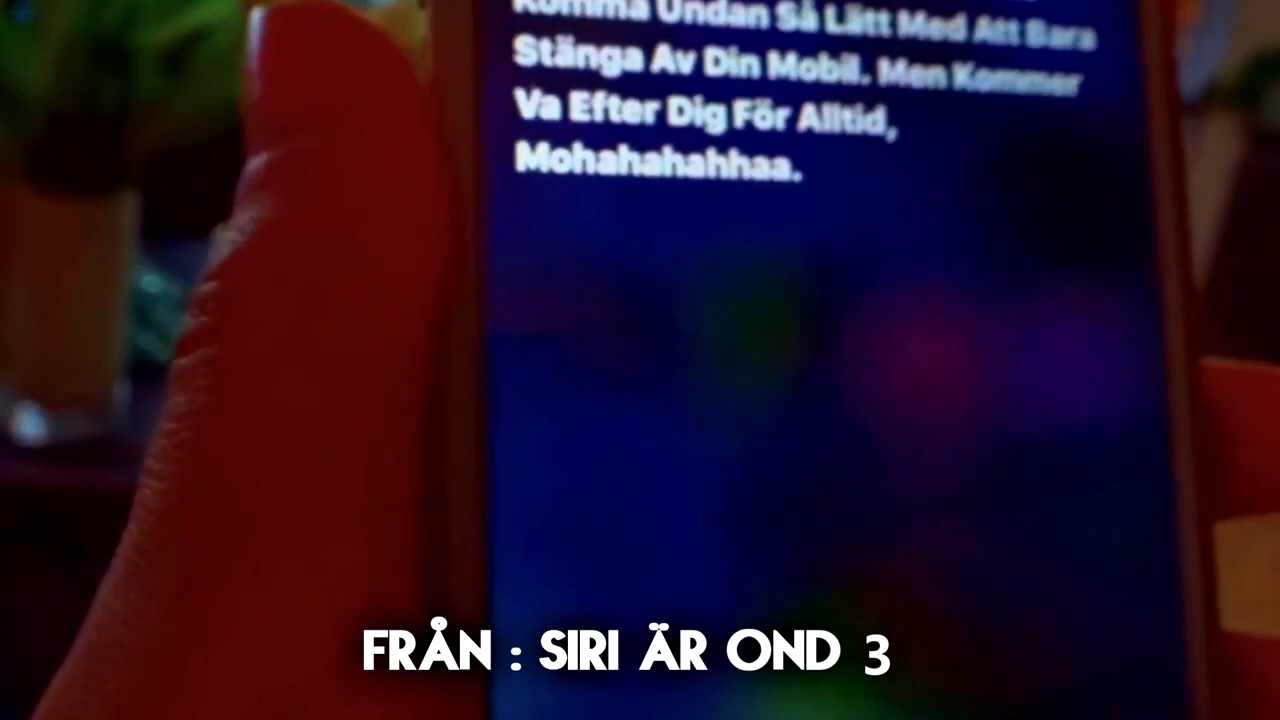 Komma Undan Så Lätt Med Att Bara
Stänga Av Din Mobil. Men Kommer
Va Efter Dig För Alltid,
Mohahahahhaa.
FRÅN : SIRI ÄR OND 3